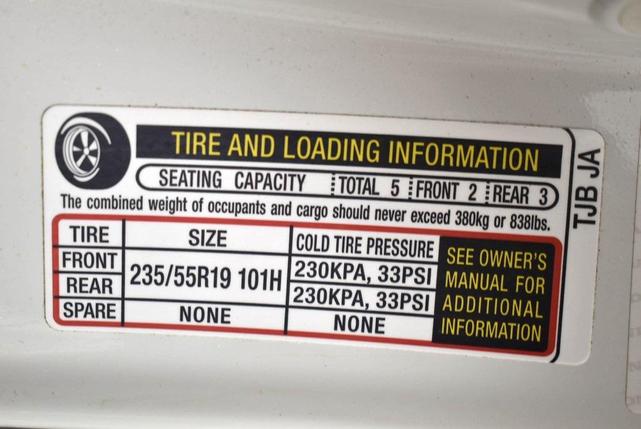 TIRE AND LOADING INFORMATION
SEATING CAPACITY TOTAL 5 FRONT 2 REAR 3
The combined weight of occupants and cargo should never exceed 380kg or 838lbs.
TIRE SIZE COLD TIRE PRESSURE
FRONT 235/55R19 101H 230KPA, 33PSI
REAR 230KPA, 33PSI
SPARE NONE NONE
SEE OWNER'S
MANUAL FOR
ADDITIONAL
INFORMATION
TJB JA